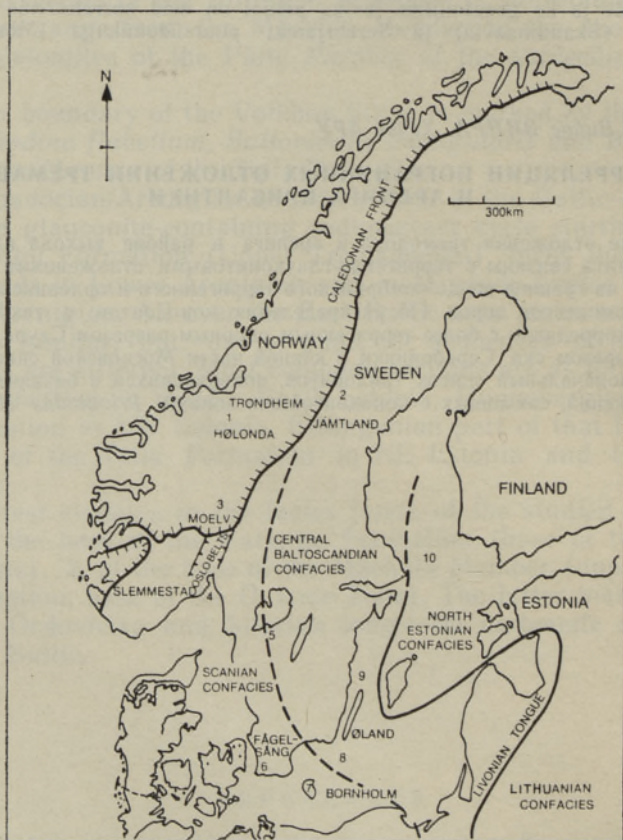 N
300km
CALEDONIAN FRONT
NORWAY
SWEDEN
TRONDHEIM
1
2
HØLONDA
JÄMTLAND
FINLAND
3
MOELV
OSLO BELTS
CENTRAL
BALTOSCANDIAN
CONFACIES
10
SLEMMESTAD
4
ESTONIA
NORTH
ESTONIAN
CONFACIES
5
SCANIAN
CONFACIES
9
FÅGEL-
SÅNG
6
ØLAND
8
LIVONIAN TONGUE
BORNHOLM
LITHUANIAN
CONFACIES